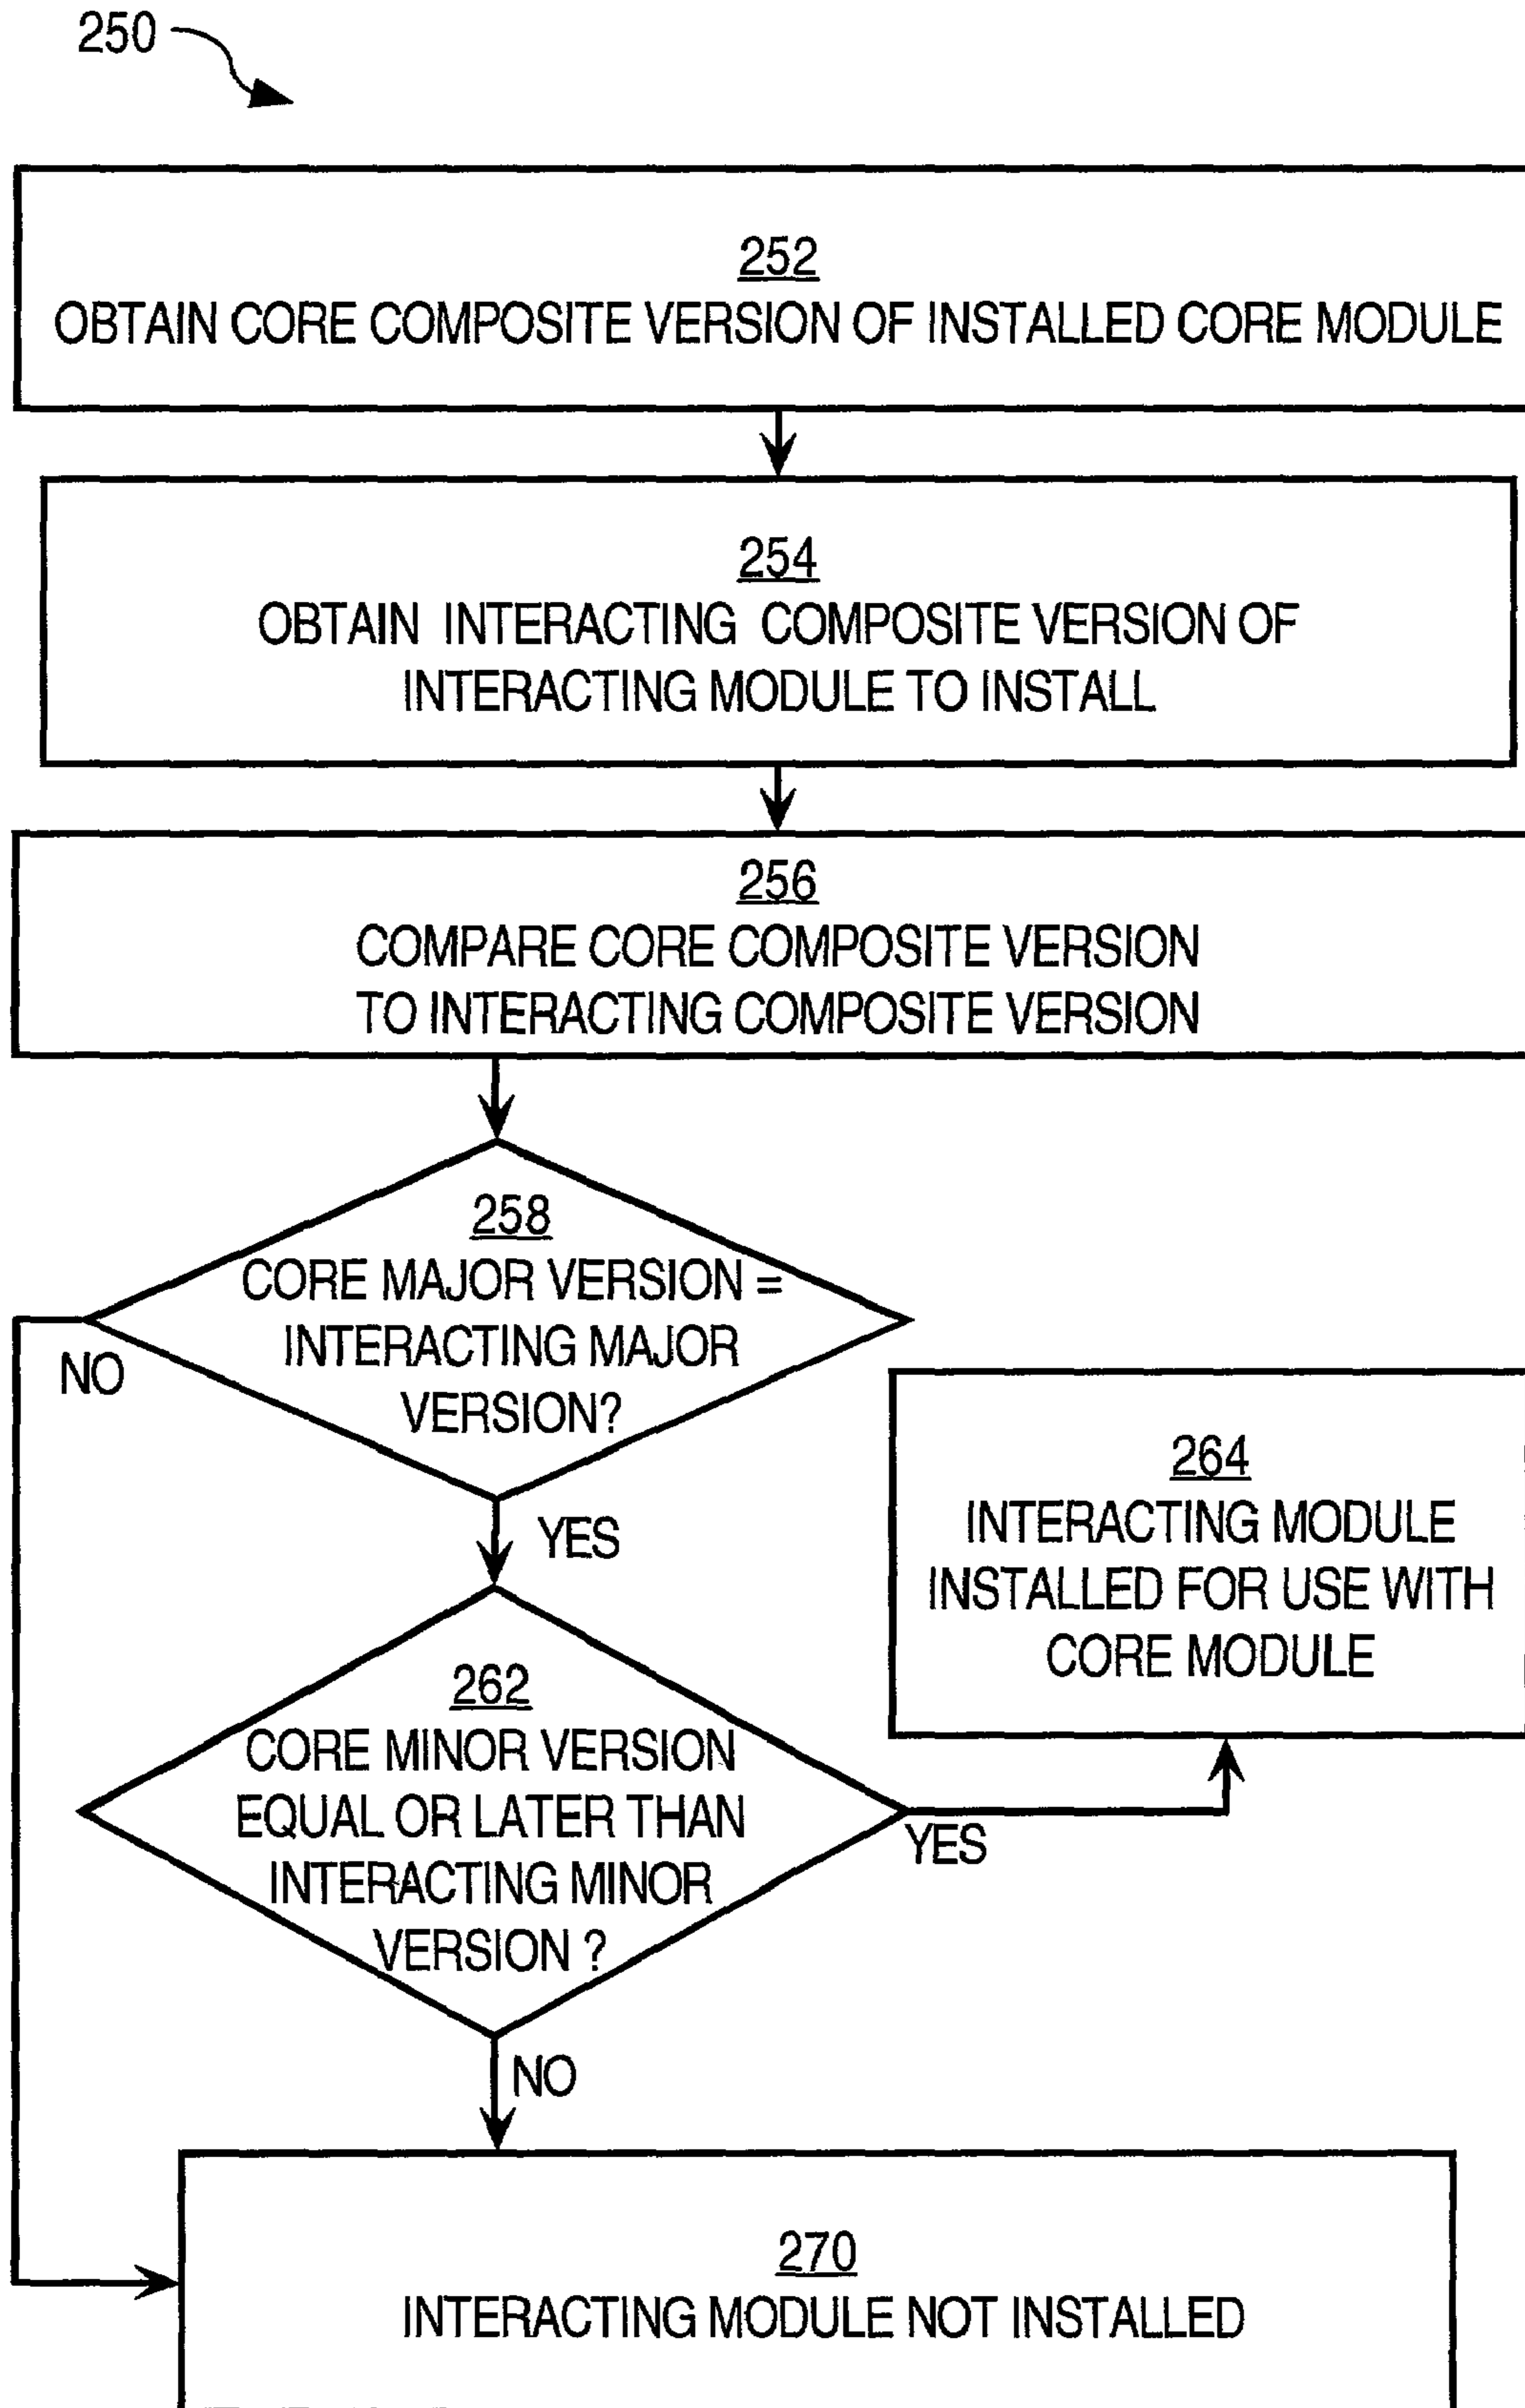 250
252
OBTAIN CORE COMPOSITE VERSION OF INSTALLED CORE MODULE
254
OBTAIN INTERACTING COMPOSITE VERSION OF
INTERACTING MODULE TO INSTALL
256
COMPARE CORE COMPOSITE VERSION
TO INTERACTING COMPOSITE VERSION
258
CORE MAJOR VERSION =
INTERACTING MAJOR
VERSION?
NO
YES
264
INTERACTING MODULE
INSTALLED FOR USE WITH
CORE MODULE
262
CORE MINOR VERSION
EQUAL OR LATER THAN
INTERACTING MINOR
VERSION ?
YES
NO
270
INTERACTING MODULE NOT INSTALLED